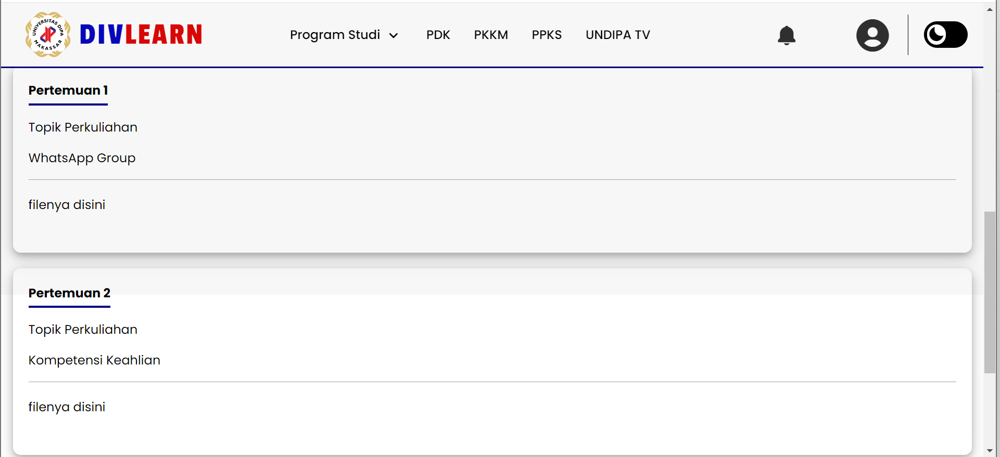 UNIVERSITAS DIPA
MAKASSAR
DIVLEARN
Program Studi
PDK
PKKM
PPKS
UNDIPA TV
Pertemuan 1
Topik Perkuliahan
WhatsApp Group
filenya disini
Pertemuan 2
Topik Perkuliahan
Kompetensi Keahlian
filenya disini